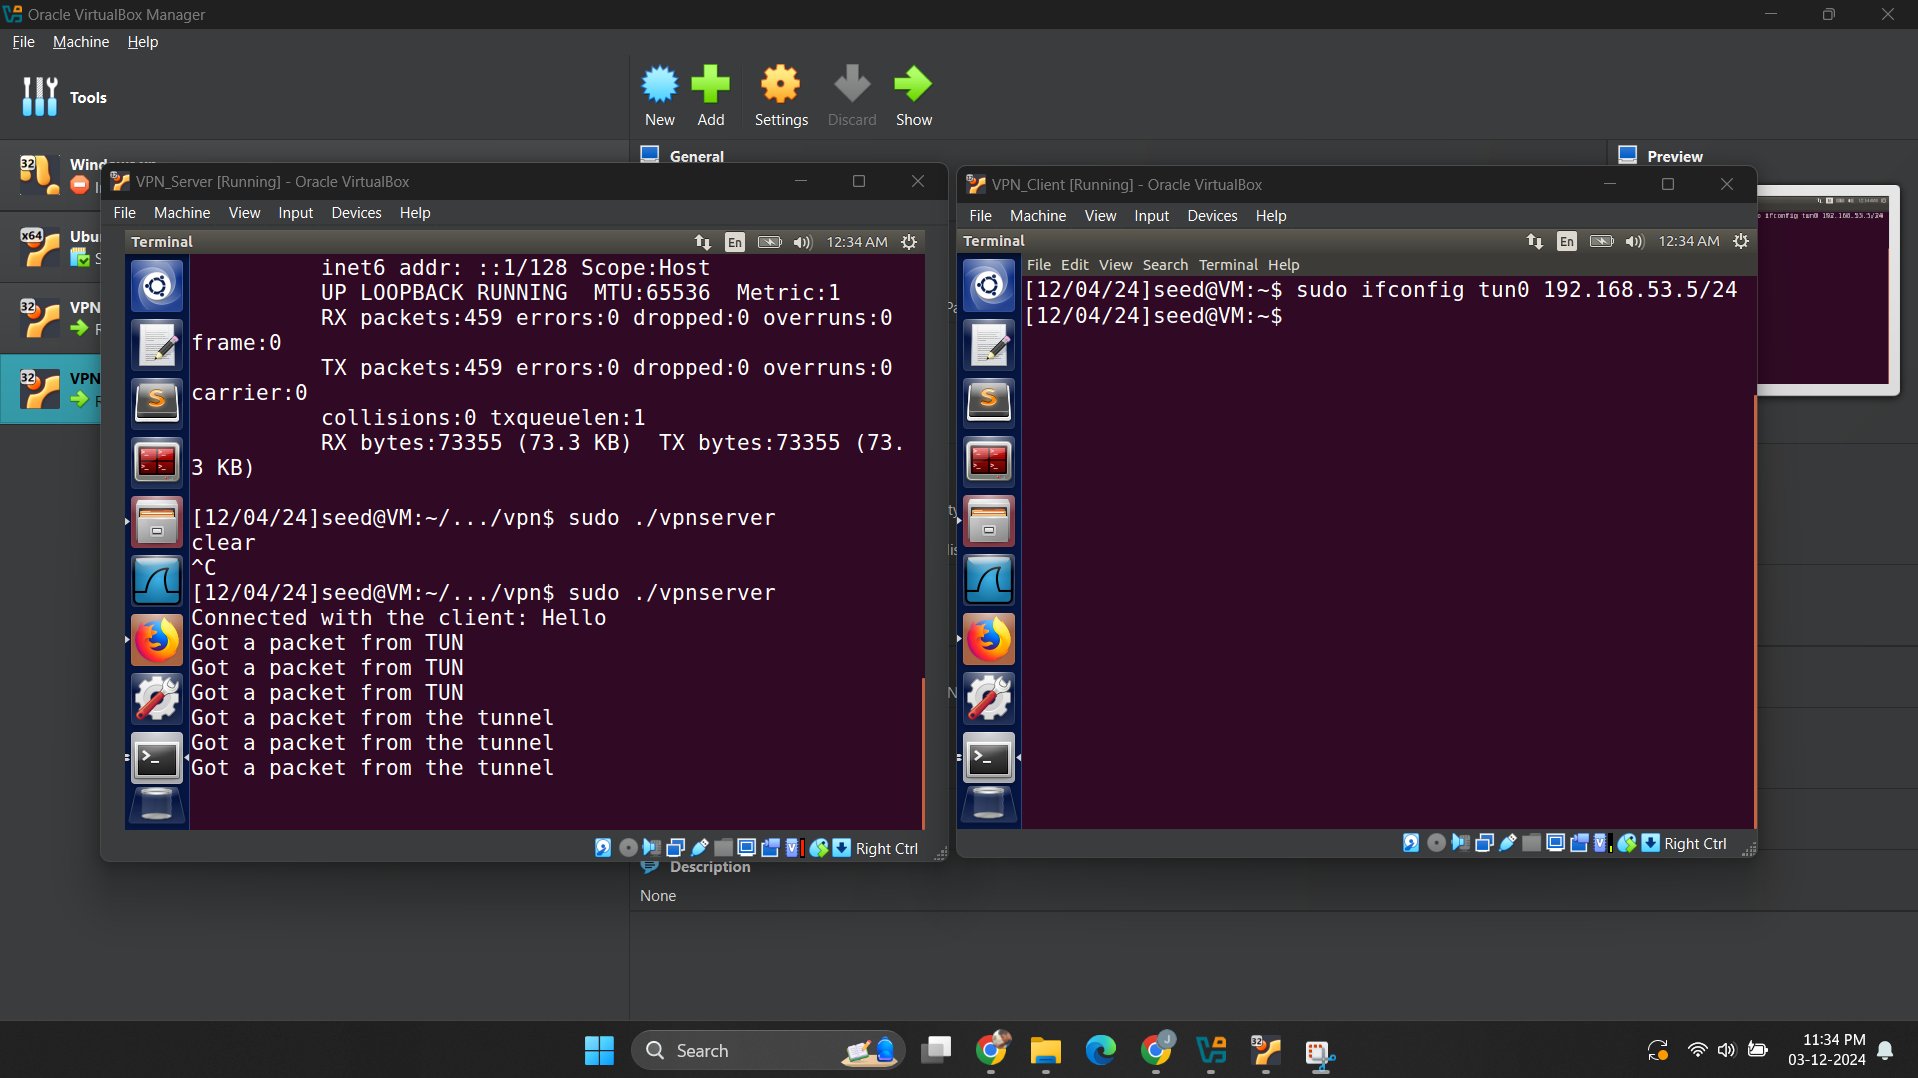 Oracle VirtualBox Manager
File Machine Help
Tools
New Add Settings Discard Show
General
Preview
32
x64
32
VPN
32
VPN
VPN_Server [Running] - Oracle VirtualBox
File Machine View Input Devices Help
Terminal
En
12:34 AM
inet6 addr: ::1/128 Scope:Host
UP LOOPBACK RUNNING  MTU:65536  Metric:1
RX packets:459 errors:0 dropped:0 overruns:0
frame:0
TX packets:459 errors:0 dropped:0 overruns:0
carrier:0
collisions:0 txqueuelen:1
RX bytes:73355 (73.3 KB)  TX bytes:73355 (73.
3 KB)
[12/04/24]seed@VM:~/.../vpn$ sudo ./vpnserver
clear
^C
[12/04/24]seed@VM:~/.../vpn$ sudo ./vpnserver
Connected with the client: Hello
Got a packet from TUN
Got a packet from TUN
Got a packet from TUN
Got a packet from the tunnel
Got a packet from the tunnel
Got a packet from the tunnel
Right Ctrl
VPN_Client [Running] - Oracle VirtualBox
File Machine View Input Devices Help
Terminal
En
12:34 AM
File Edit View Search Terminal Help
[12/04/24]seed@VM:~$ sudo ifconfig tun0 192.168.53.5/24
[12/04/24]seed@VM:~$
Right Ctrl
Description
None
Search
11:34 PM
03-12-2024